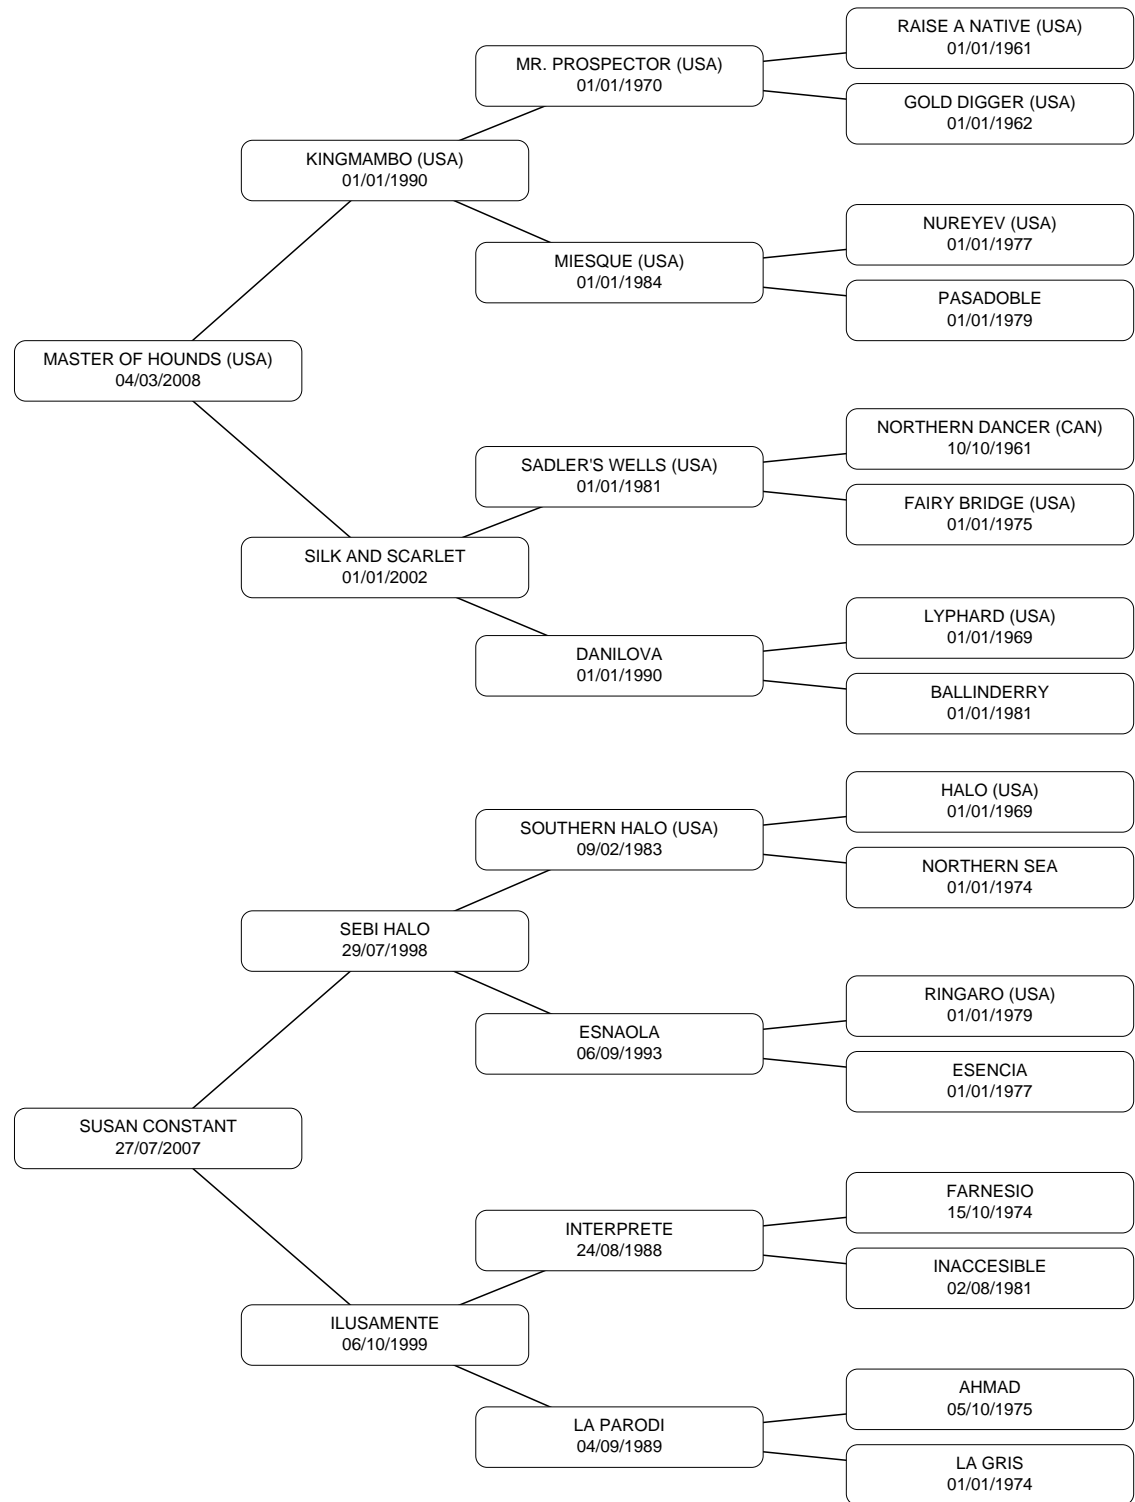 RAISE A NATIVE (USA)
01/01/1961
MR. PROSPECTOR (USA)
01/01/1970
GOLD DIGGER (USA)
01/01/1962
KINGMAMBO (USA)
01/01/1990
NUREYEV (USA)
01/01/1977
MIESQUE (USA)
01/01/1984
PASADOBLE
01/01/1979
MASTER OF HOUNDS (USA)
04/03/2008
NORTHERN DANCER (CAN)
10/10/1961
SADLER'S WELLS (USA)
01/01/1981
FAIRY BRIDGE (USA)
01/01/1975
SILK AND SCARLET
01/01/2002
LYPHARD (USA)
01/01/1969
DANILOVA
01/01/1990
BALLINDERRY
01/01/1981
HALO (USA)
01/01/1969
SOUTHERN HALO (USA)
09/02/1983
NORTHERN SEA
01/01/1974
SEBI HALO
29/07/1998
RINGARO (USA)
01/01/1979
ESNAOLA
06/09/1993
ESENCIA
01/01/1977
SUSAN CONSTANT
27/07/2007
FARNESIO
15/10/1974
INTERPRETE
24/08/1988
INACCESIBLE
02/08/1981
ILUSAMENTE
06/10/1999
AHMAD
05/10/1975
LA PARODI
04/09/1989
LA GRIS
01/01/1974